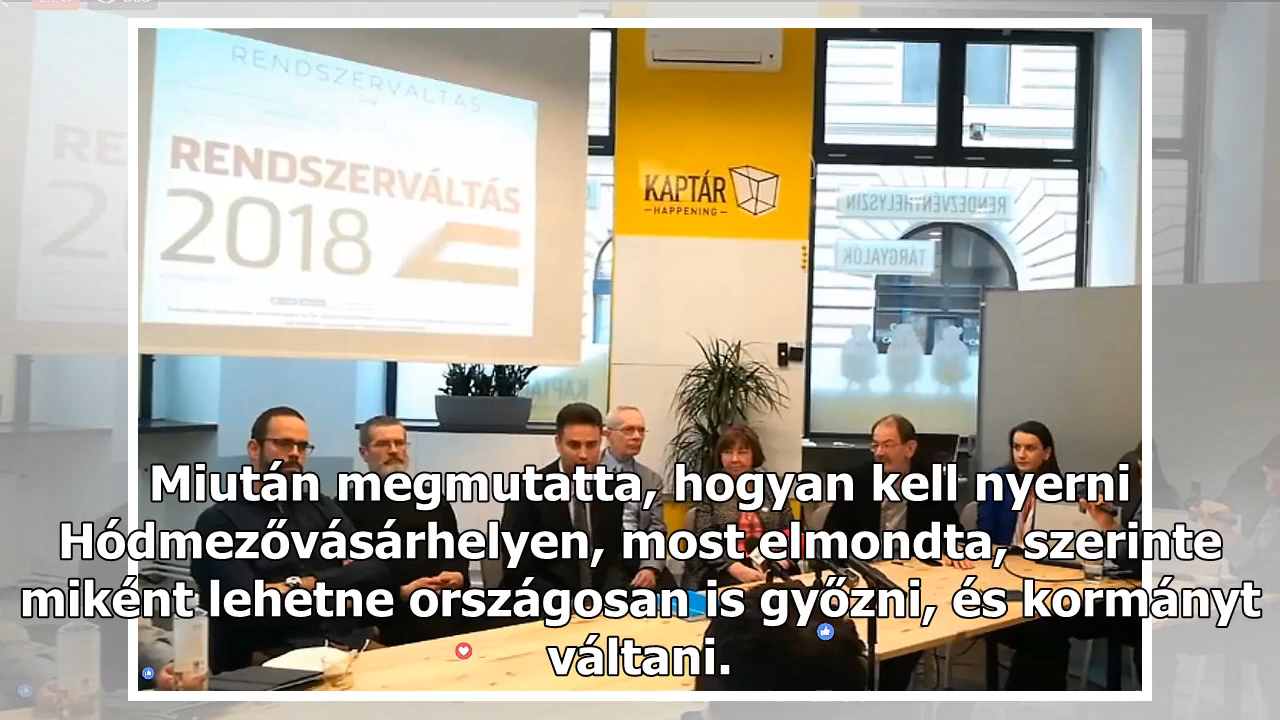 RENDSZERVÁLTÁS
RENDSZERVÁLTÁS
2018
KAPTÁR
HAPPENING
RENDEZVÉNYHELYSZÍN
TÁRGYALÓK
Miután megmutatta, hogyan kell nyerni
Hódmezővásárhelyen, most elmondta, szerinte
miként lehetne országosan is győzni, és kormányt
váltani.